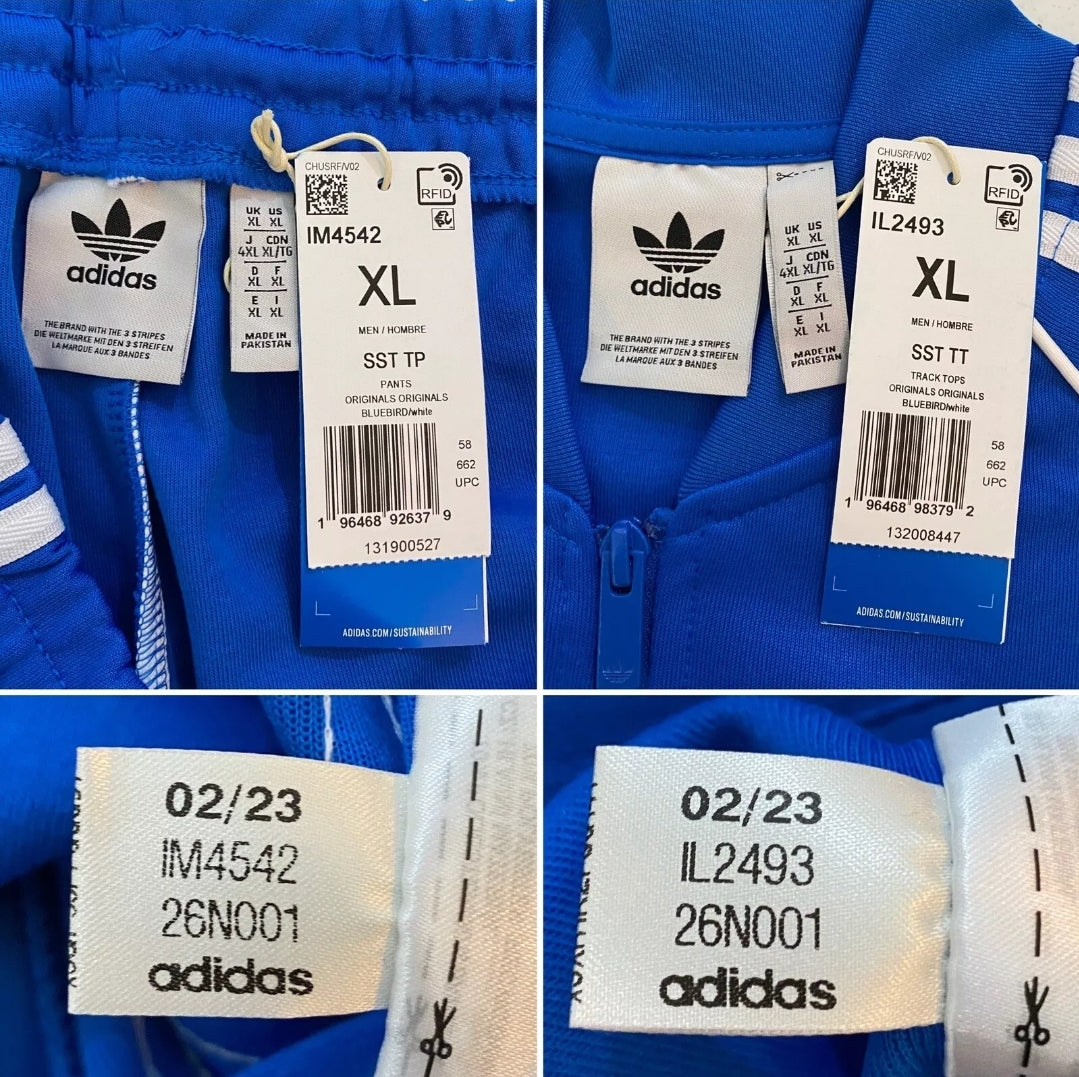 adidas
THE BRAND WITH THE 3 STRIPES
DIE WELTMARKE MIT DEN 3 STREIFEN
LA MARQUE AUX 3 BANDES
UK US
XL XL
J CDN
4XL XL/TG
D F
XL XL
E I
XL XL
MADE IN
PAKISTAN
CHUSRF/V02
RFID
IM4542
XL
MEN / HOMBRE
SST TP
PANTS
ORIGINALS ORIGINALS
BLUEBIRD/white
58
662
UPC
1 96468 92637 9
131900527
ADIDAS.COM/SUSTAINABILITY
adidas
THE BRAND WITH THE 3 STRIPES
DIE WELTMARKE MIT DEN 3 STREIFEN
LA MARQUE AUX 3 BANDES
UK US
XL XL
J CDN
4XL XL/TG
D F
XL XL
E I
XL XL
MADE IN
PAKISTAN
CHUSRF/V02
RFID
IL2493
XL
MEN / HOMBRE
SST TT
TRACK TOPS
ORIGINALS ORIGINALS
BLUEBIRD/white
58
662
UPC
1 96468 98379 2
132008447
ADIDAS.COM/SUSTAINABILITY
02/23
IM4542
26N001
adidas
02/23
IL2493
26N001
adidas